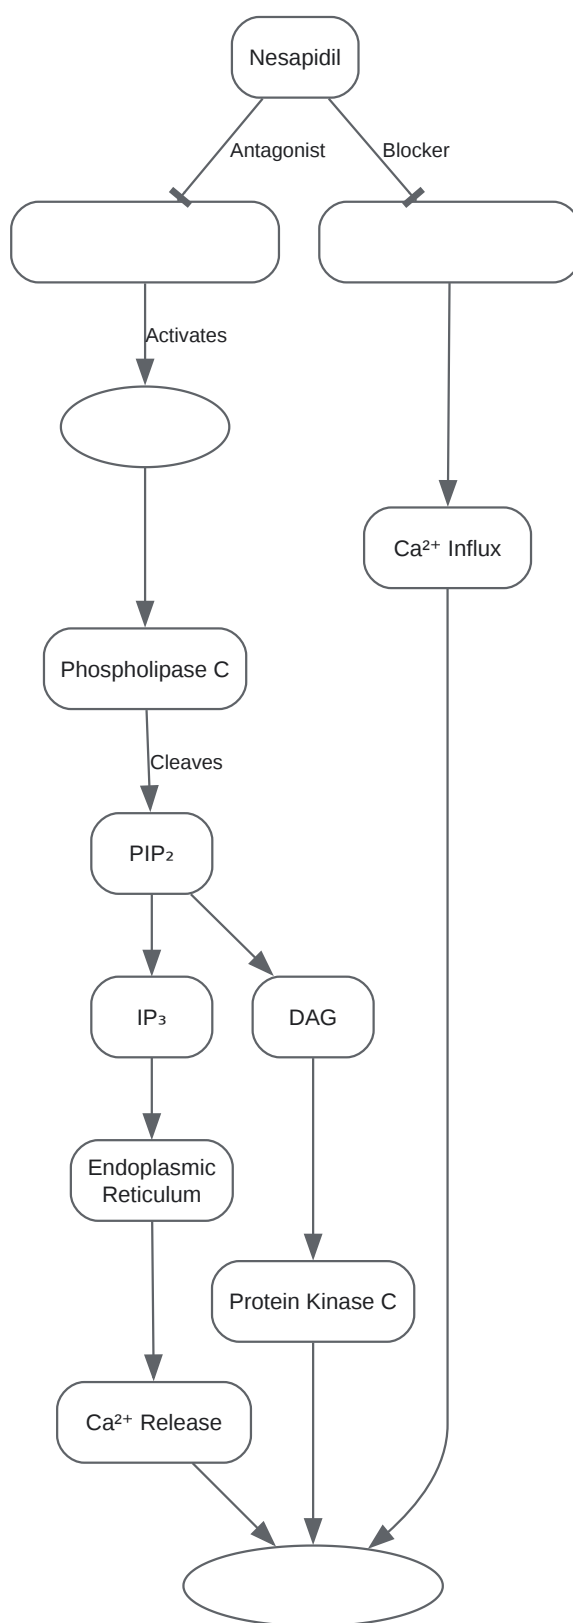 Nesapidil
Antagonist
Blocker
Activates
Ca²⁺ Influx
Phospholipase C
Cleaves
PIP₂
IP₃
DAG
Endoplasmic
Reticulum
Protein Kinase C
Ca²⁺ Release